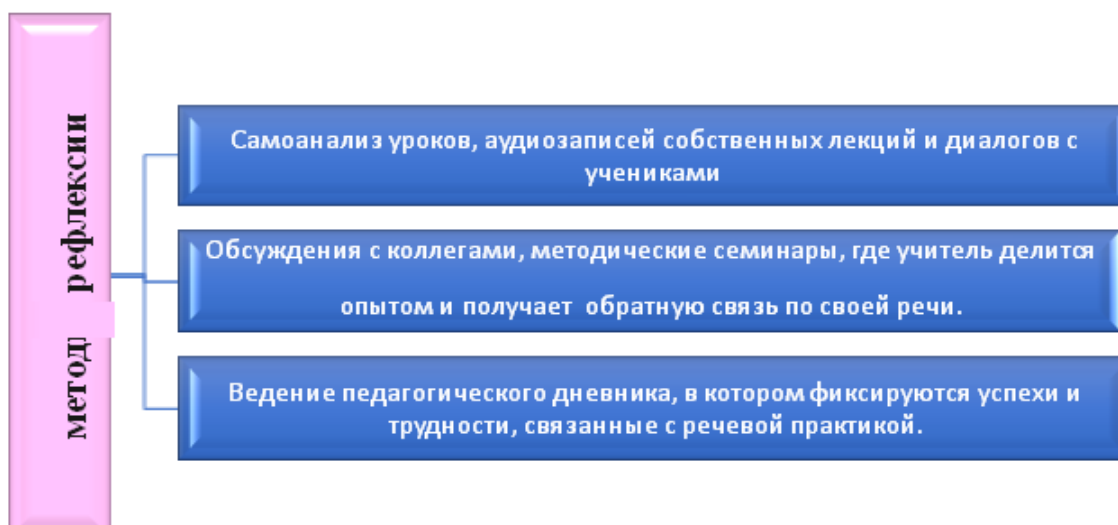 метод рефлексии
Самоанализ уроков, аудиозаписей собственных лекций и диалогов с
учениками
Обсуждения с коллегами, методические семинары, где учитель делится
опытом и получает обратную связь по своей речи.
Ведение педагогического дневника, в котором фиксируются успехи и
трудности, связанные с речевой практикой.